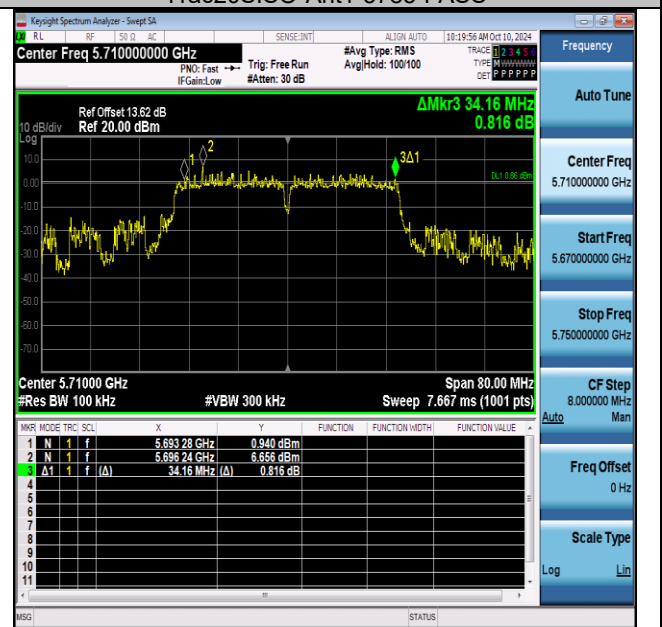 Keysight Spectrum Analyzer - Swept SA
RL RF 50 Ω AC SENSE:INT ALIGN AUTO 10:19:56 AM Oct 10, 2024
Center Freq 5.710000000 GHz
PNO: Fast
IFGain:Low
Trig: Free Run
#Atten: 30 dB
#Avg Type: RMS
Avg|Hold: 100/100
TRACE 1 2 3 4 5 6
TYPE M WWWWW
DET P P P P P P
Ref Offset 13.62 dB
10 dB/div Ref 20.00 dBm
Log
ΔMkr3 34.16 MHz
0.816 dB
10.0
0.00
-10.0
-20.0
-30.0
-40.0
-50.0
-60.0
-70.0
1
2
3Δ1
DL1 0.66 dBm
Center 5.71000 GHz Span 80.00 MHz
#Res BW 100 kHz #VBW 300 kHz Sweep 7.667 ms (1001 pts)
MKR MODE TRC SCL X Y FUNCTION FUNCTION WIDTH FUNCTION VALUE
1 N 1 f 5.693 28 GHz 0.940 dBm
2 N 1 f 5.696 24 GHz 6.656 dBm
3 Δ1 1 f (Δ) 34.16 MHz (Δ) 0.816 dB
4
5
6
7
8
9
10
11
MSG STATUS
Frequency
Auto Tune
Center Freq
5.710000000 GHz
Start Freq
5.670000000 GHz
Stop Freq
5.750000000 GHz
CF Step
8.000000 MHz
Auto Man
Freq Offset
0 Hz
Scale Type
Log Lin